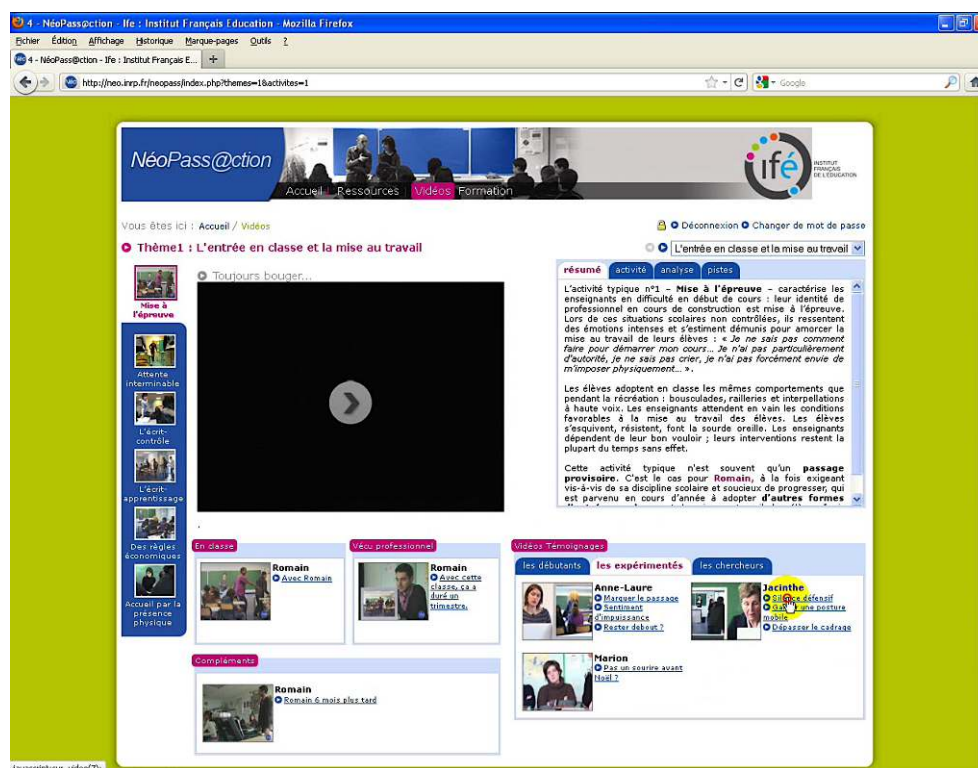 4 - NéoPass@ction - Ife : Institut Français Education - Mozilla Firefox
Fichier Édition Affichage Historique Marque-pages Outils ?
4 - NéoPass@ction - Ife : Institut Français E...
http://neo.inrp.fr/neopass/index.php?themes=1&activites=1
Google
NéoPass@ction
ifé
INSTITUT
FRANÇAIS
DE L'ÉDUCATION
Accueil Ressources Vidéos Formation
Vous êtes ici : Accueil / Vidéos
Déconnexion Changer de mot de passe
Thème1 : L'entrée en classe et la mise au travail
L'entrée en classe et la mise au travail
Mise à
l'épreuve
Attente
interminable
L'écrit-
contrôle
L'écrit-
apprentissage
Des règles
économiques
Accueil par la
présence
physique
Toujours bouger...
résumé activité analyse pistes
L'activité typique n°1 – Mise à l'épreuve – caractérise les
enseignants en difficulté en début de cours : leur identité de
professionnel en cours de construction est mise à l'épreuve.
Lors de ces situations scolaires non contrôlées, ils ressentent
des émotions intenses et s'estiment démunis pour amorcer la
mise au travail de leurs élèves : « Je ne sais pas comment
faire pour démarrer mon cours... Je n'ai pas particulièrement
d'autorité, je ne sais pas crier, je n'ai pas forcément envie de
m'imposer physiquement... ».
Les élèves adoptent en classe les mêmes comportements que
pendant la récréation : bousculades, railleries et interpellations
à haute voix. Les enseignants attendent en vain les conditions
favorables à la mise au travail des élèves. Les élèves
s'esquivent, résistent, font la sourde oreille. Les enseignants
dépendent de leur bon vouloir ; leurs interventions restent la
plupart du temps sans effet.
Cette activité typique n'est souvent qu'un passage
provisoire. C'est le cas pour Romain, à la fois exigeant
vis-à-vis de sa discipline scolaire et soucieux de progresser, qui
est parvenu en cours d'année à adopter d'autres formes
En classe
Romain
Avec Romain
Vécu professionnel
Romain
Avec cette
classe, ça a
duré un
trimestre.
Compléments
Romain
Romain 6 mois plus tard
Vidéos Témoignages
les débutants les expérimentés les chercheurs
Anne-Laure
Marquer le passage
Sentiment
d'impuissance
Rester debout ?
Jacinthe
Silence défensif
une posture
mobile
Dépasser le cadrage
Marion
Pas un sourire avant
Noël ?